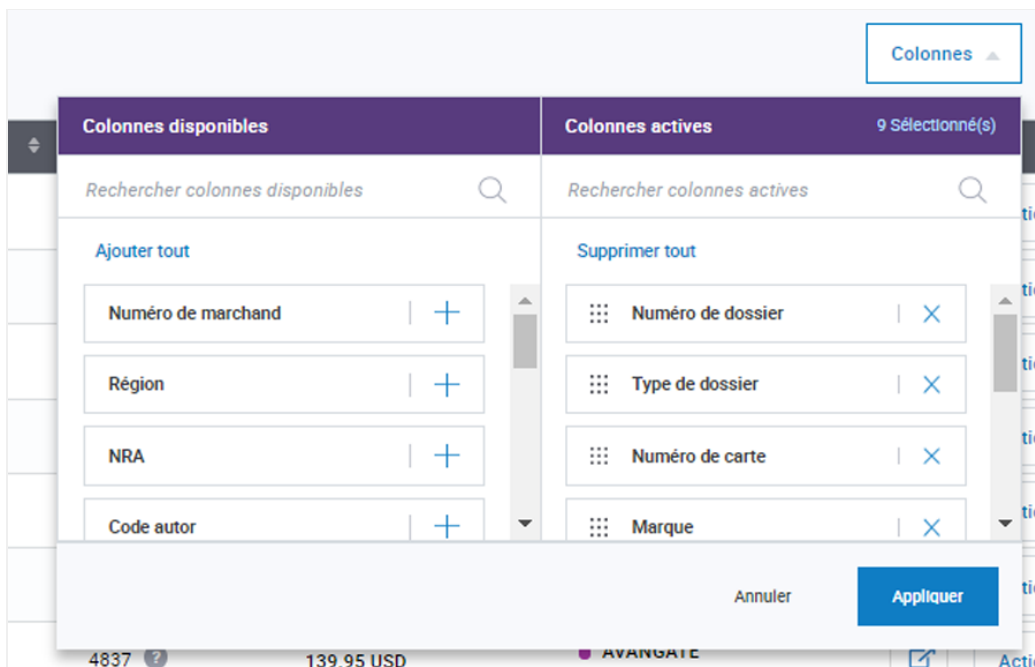 Colonnes
Colonnes disponibles
Colonnes actives
9 Sélectionné(s)
Rechercher colonnes disponibles
Rechercher colonnes actives
Ajouter tout
Supprimer tout
Numéro de marchand
Numéro de dossier
Région
Type de dossier
NRA
Numéro de carte
Code autor
Marque
Annuler
Appliquer
4837 ?
139.95 USD
AVANGATE